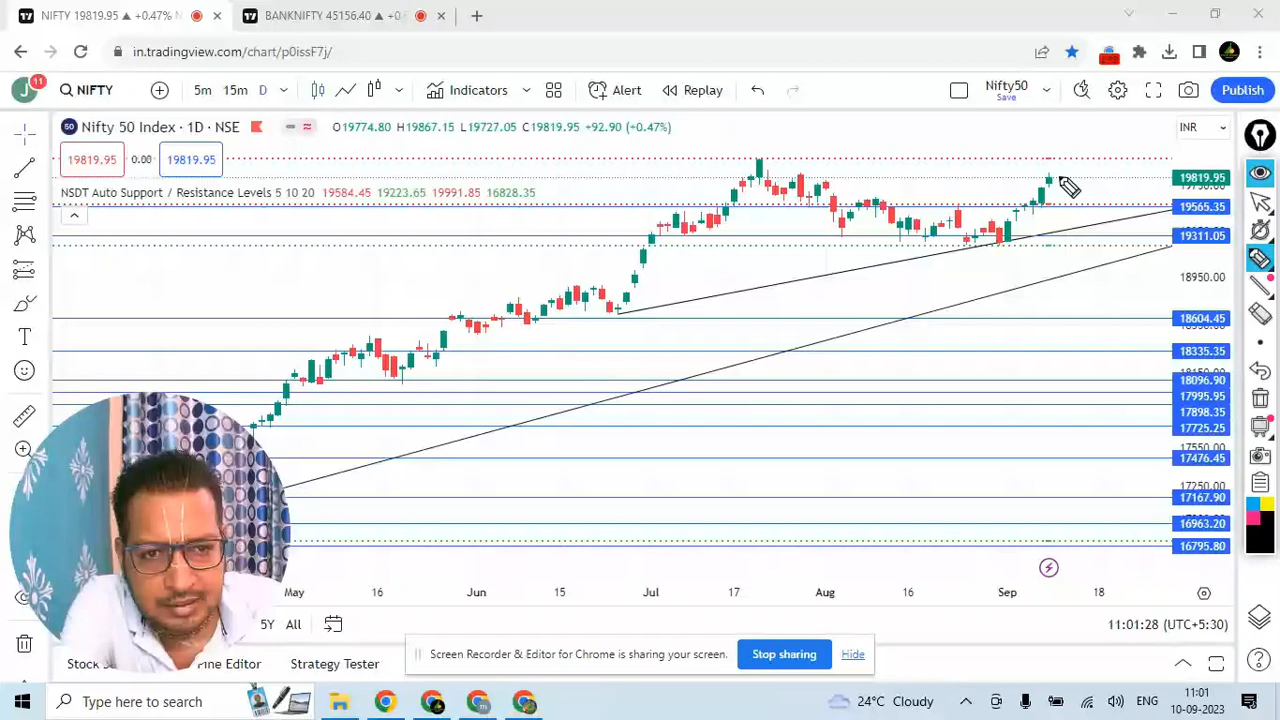 NIFTY 19819.95 ▲ +0.47% N
BANKNIFTY 45156.40 ▲ +0.
in.tradingview.com/chart/p0issF7j/
J 11 NIFTY 5m 15m D Indicators Alert Replay Nifty50 Save Publish
50 Nifty 50 Index · 1D · NSE O19774.80 H19867.15 L19727.05 C19819.95 +92.90 (+0.47%) INR
19819.95 0.00 19819.95
NSDT Auto Support / Resistance Levels 5 10 20 19584.45 19223.65 19991.85 16828.35
19819.95
19565.35
19311.05
18950.00
18604.45
18335.35
18096.90
17995.95
17898.35
17725.25
17550.00
17476.45
17250.00
17167.90
16963.20
16795.80
May 16 Jun 15 Jul 17 Aug 16 Sep 18
5Y All 11:01:28 (UTC+5:30)
Screen Recorder & Editor for Chrome is sharing your screen. Stop sharing Hide
Stock Pine Editor Strategy Tester
Type here to search 24°C Cloudy ENG 11:01
10-09-2023